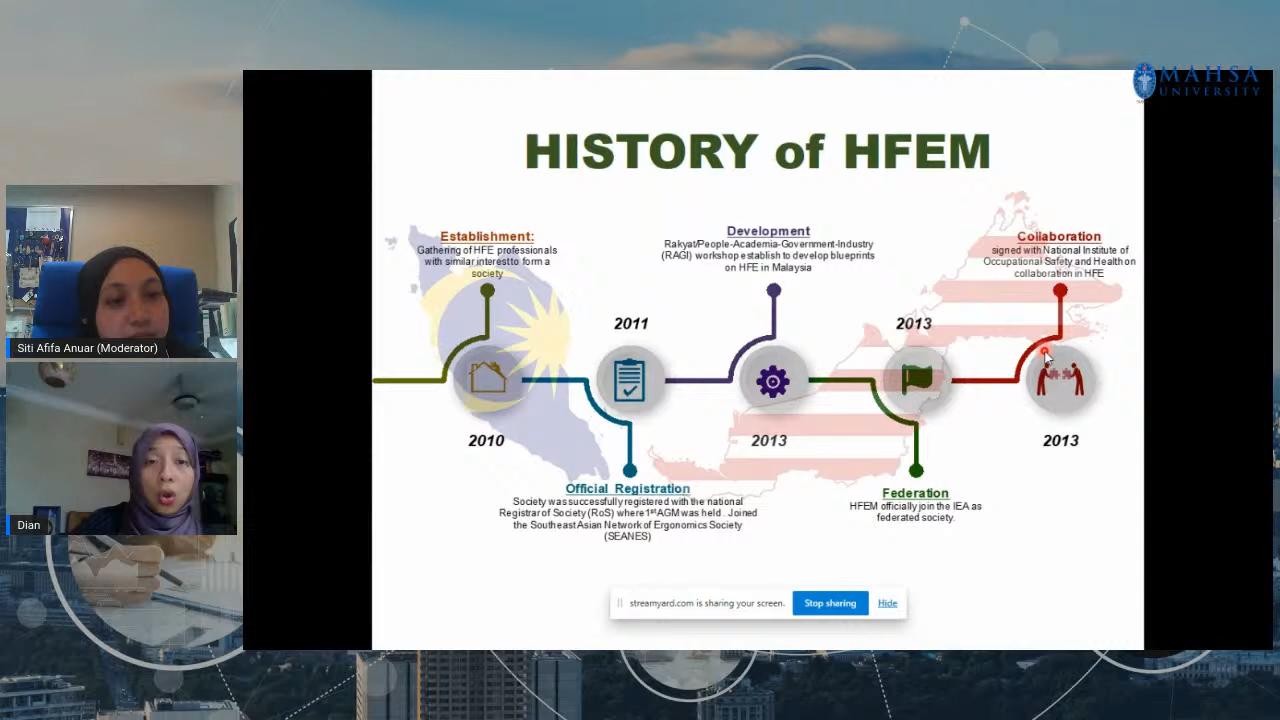 MAHSA
UNIVERSITY
HISTORY of HFEM
Establishment:
Gathering of HFE professionals
with similar interest to form a
society
2010
2011
Official Registration
Society was successfully registered with the national
Registrar of Society (RoS) where 1st AGM was held . Joined
the Southeast Asian Network of Ergonomics Society
(SEANES)
Development
Rakyat/People-Academia-Government-Industry
(RAGI) workshop establish to develop blueprints
on HFE in Malaysia
2013
2013
Federation
HFEM officially join the IEA as
federated society.
Collaboration
signed with National Institute of
Occupational Safety and Health on
collaboration in HFE
2013
Siti Afifa Anuar (Moderator)
Dian
streamyard.com is sharing your screen.
Stop sharing
Hide